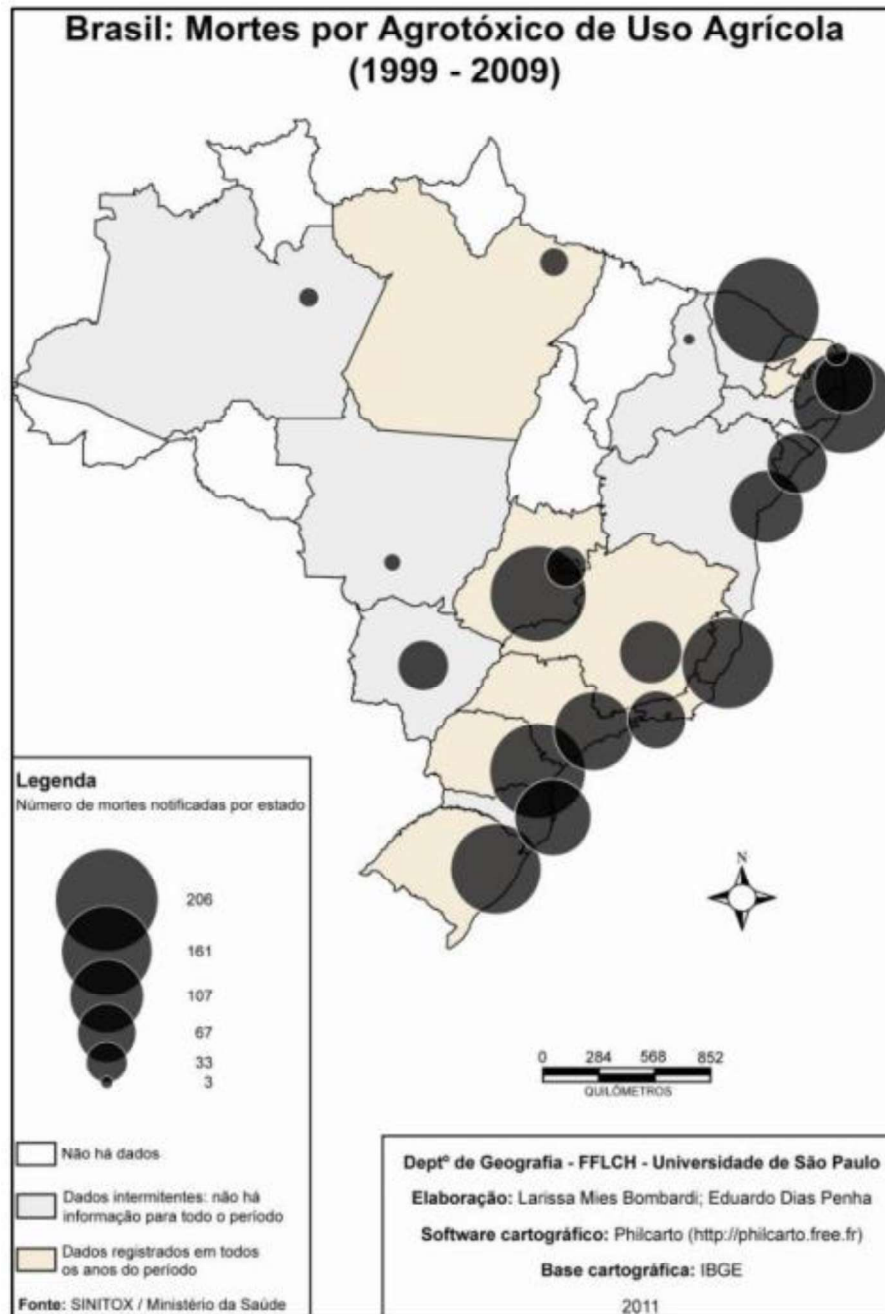 Brasil: Mortes por Agrotóxico de Uso Agrícola
(1999 - 2009)
N
Legenda
Número de mortes notificadas por estado
206
161
107
67
33
3
Não há dados
Dados intermitentes: não há
informação para todo o período
Dados registrados em todos
os anos do período
Fonte: SINITOX / Ministério da Saúde
0 284 568 852
QUILÔMETROS
Deptº de Geografia - FFLCH - Universidade de São Paulo
Elaboração: Larissa Mies Bombardi; Eduardo Dias Penha
Software cartográfico: Philcarto (http://philcarto.free.fr)
Base cartográfica: IBGE
2011